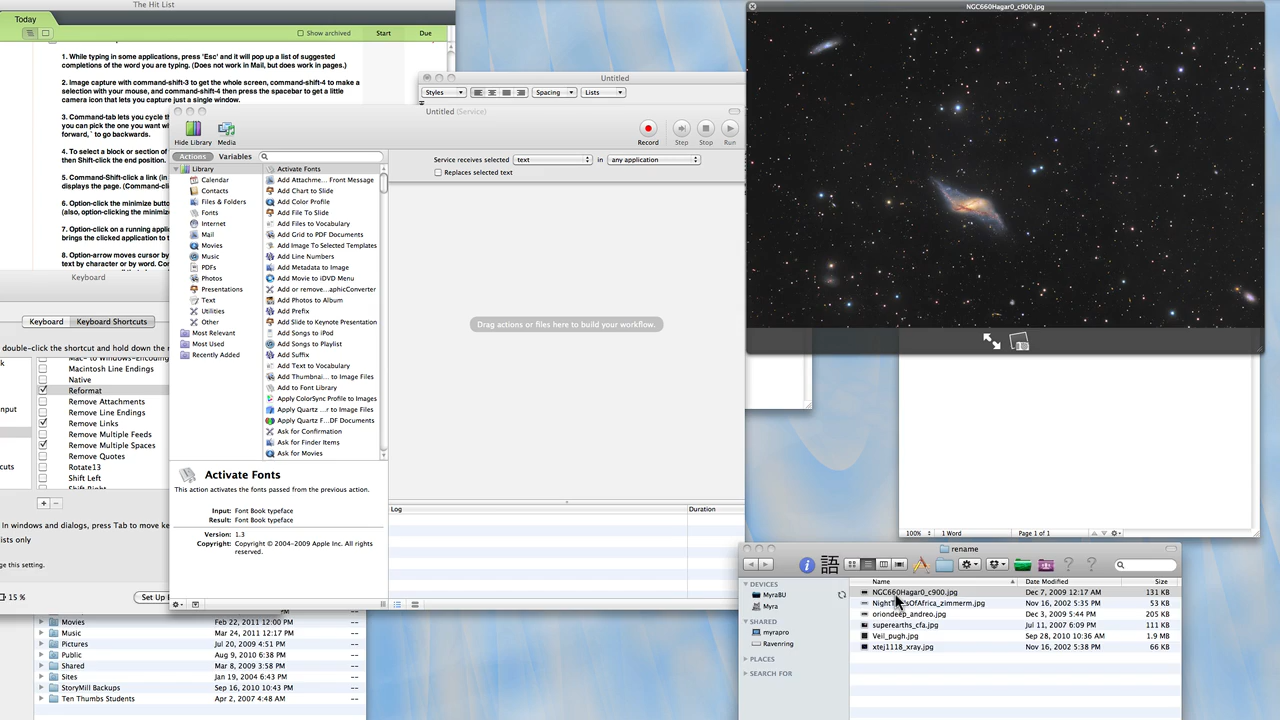 The Hit List
Today
Show archived
Start
Due
1. While typing in some applications, press 'Esc' and it will pop up a list of suggested
completions of the word you are typing. (Does not work in Mail, but does work in pages.)
2. Image capture with command-shift-3 to get the whole screen, command-shift-4 to make a
selection with your mouse, and command-shift-4 then press the spacebar to get a little
camera icon that lets you capture just a single window.
3. Command-tab lets you cycle t
you can pick the one you want w
forward,` to go backwards.
4. To select a block or section of
then Shift-click the end position.
5. Command-Shift-click a link (in
displays the page. (Command-cl
6. Option-click the minimize butto
(also, option-clicking the minimiz
7. Option-click on a running applic
brings the clicked application to t
8. Option-arrow moves cursor by
text by character or by word. Co
Keyboard
Keyboard
Keyboard Shortcuts
double-click the shortcut and hold down the n
Mac- to Windows-Encoding
Macintosh Line Endings
Native
Reformat
Remove Attachments
Remove Line Endings
Remove Links
Remove Multiple Feeds
Remove Multiple Spaces
Remove Quotes
Rotate13
Shift Left
Shift Right
nput
cuts
In windows and dialogs, press Tab to move ke
ists only
ge this setting.
15 %
Set Up
Untitled
Styles
Spacing
Lists
Untitled (Service)
Hide Library
Media
Record
Step
Stop
Run
Actions
Variables
Service receives selected
text
in
any application
Replaces selected text
Library
Calendar
Contacts
Files & Folders
Fonts
Internet
Mail
Movies
Music
PDFs
Photos
Presentations
Text
Utilities
Other
Most Relevant
Most Used
Recently Added
Activate Fonts
Add Attachme... Front Message
Add Chart to Slide
Add Color Profile
Add File To Slide
Add Files to Vocabulary
Add Grid to PDF Documents
Add Image To Selected Templates
Add Line Numbers
Add Metadata to Image
Add Movie to iDVD Menu
Add or remove...aphicConverter
Add Photos to Album
Add Prefix
Add Slide to Keynote Presentation
Add Songs to iPod
Add Songs to Playlist
Add Suffix
Add Text to Vocabulary
Add Thumbnai... to Image Files
Add to Font Library
Apply ColorSync Profile to Images
Apply Quartz ...r to Image Files
Apply Quartz F...DF Documents
Ask for Confirmation
Ask for Finder Items
Ask for Movies
Drag actions or files here to build your workflow.
Activate Fonts
This action activates the fonts passed from the previous action.
Input: Font Book typeface
Result: Font Book typeface
Version: 1.3
Copyright: Copyright © 2004-2009 Apple Inc. All rights
reserved.
Log
Duration
NGC660Hagar0_c900.jpg
100%
1 Word
Page 1 of 1
rename
語
DEVICES
MyraBU
Myra
SHARED
myrapro
Ravenring
PLACES
SEARCH FOR
Name
Date Modified
Size
NGC660Hagar0_c900.jpg Dec 7, 2009 12:17 AM 131 KB
Nov 16, 2002 5:35 PM 53 KB
oriondeep_andreo.jpg Dec 3, 2009 5:44 PM 205 KB
superearths_cfa.jpg Jul 11, 2007 6:09 PM 111 KB
Veil_pugh.jpg Sep 28, 2010 10:36 AM 1.9 MB
xtej1118_xray.jpg Nov 16, 2002 5:40 PM 66 KB
Movies Feb 22, 2011 12:00 PM --
Music Mar 24, 2011 12:17 PM --
Pictures Jul 20, 2009 4:51 PM --
Public Aug 9, 2010 6:38 PM --
Shared Mar 8, 2009 3:58 PM --
Sites Jan 19, 2004 6:43 PM --
StoryMill Backups Sep 16, 2010 10:43 PM --
Ten Thumbs Students Apr 2, 2007 4:48 AM --